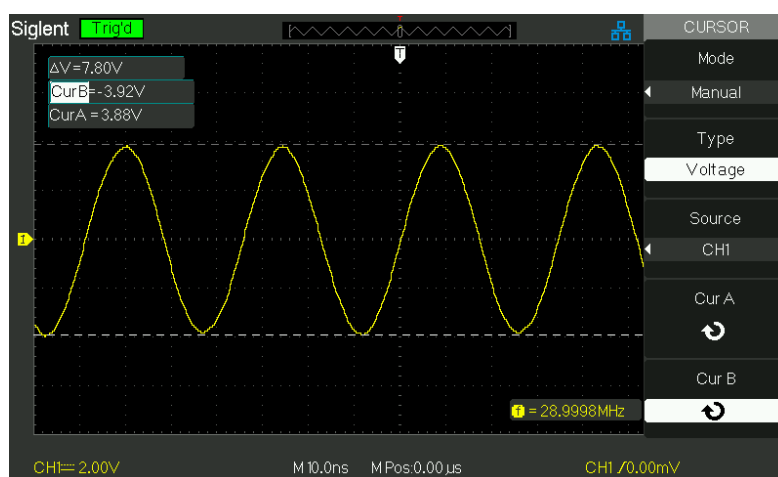 Siglent Trig'd CURSOR
T
ΔV=7.80V
CurB=-3.92V
CurA=3.88V
Mode
Manual
Type
Voltage
Source
CH1
Cur A
Cur B
1
f = 28.9998MHz
CH1 2.00V M 10.0ns M Pos:0.00 µs CH1 /0.00mV